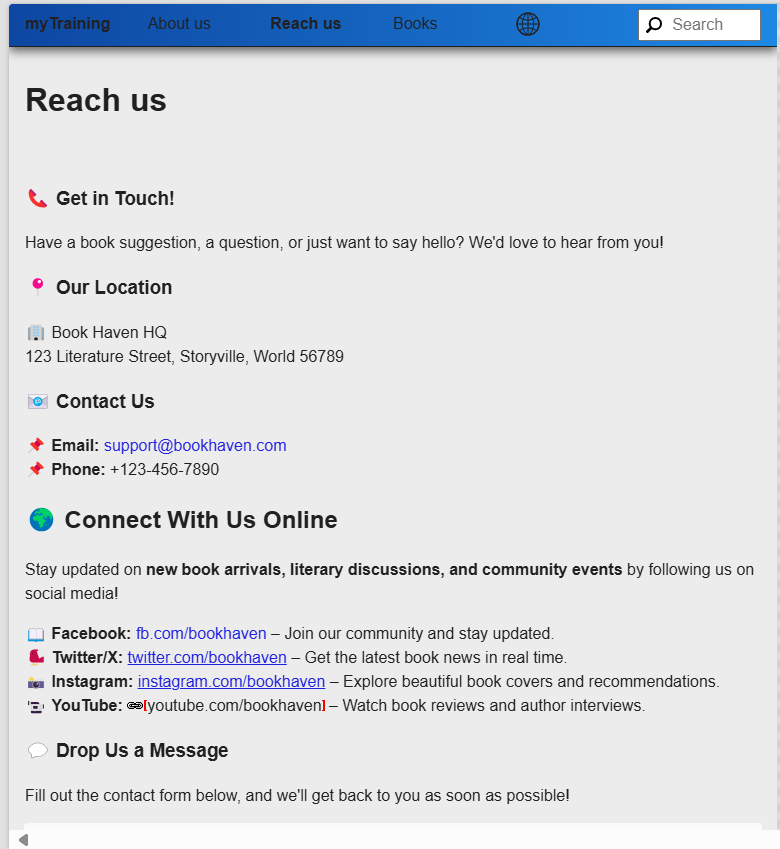 myTraining About us Reach us Books Search
Reach us
Get in Touch!
Have a book suggestion, a question, or just want to say hello? We'd love to hear from you!
Our Location
Book Haven HQ
123 Literature Street, Storyville, World 56789
Contact Us
Email: support@bookhaven.com
Phone: +123-456-7890
Connect With Us Online
Stay updated on new book arrivals, literary discussions, and community events by following us on
social media!
Facebook: fb.com/bookhaven – Join our community and stay updated.
Twitter/X: twitter.com/bookhaven – Get the latest book news in real time.
Instagram: instagram.com/bookhaven – Explore beautiful book covers and recommendations.
YouTube: [youtube.com/bookhaven] – Watch book reviews and author interviews.
Drop Us a Message
Fill out the contact form below, and we'll get back to you as soon as possible!